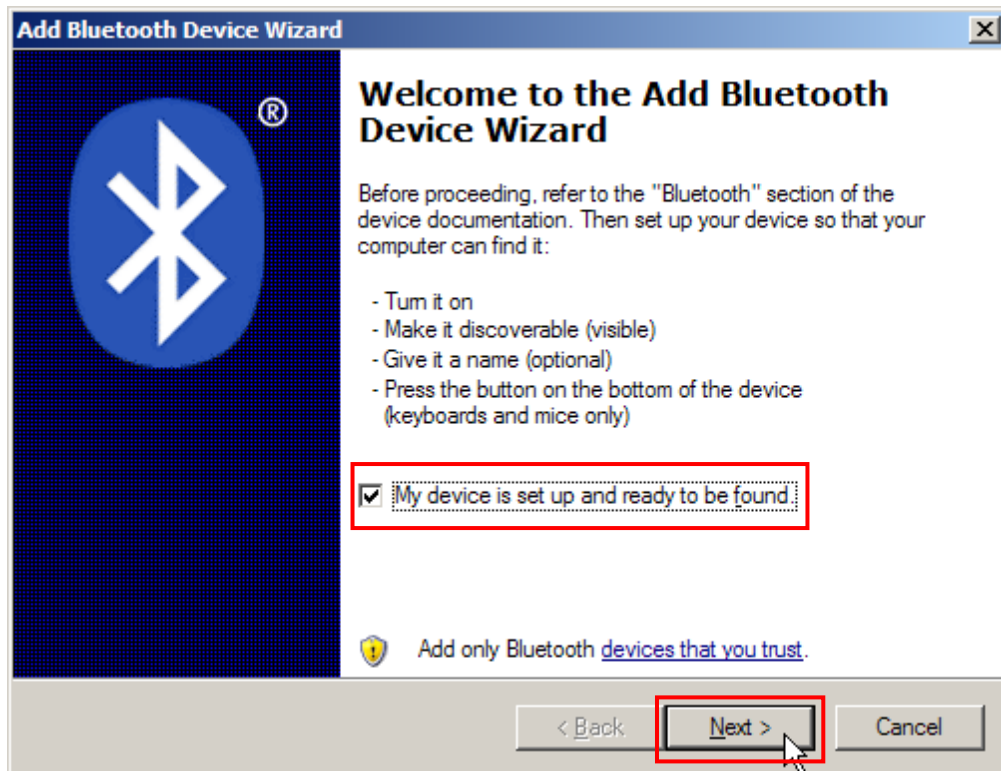 Add Bluetooth Device Wizard
®
Welcome to the Add Bluetooth
Device Wizard
Before proceeding, refer to the "Bluetooth" section of the
device documentation. Then set up your device so that your
computer can find it:
- Turn it on
- Make it discoverable (visible)
- Give it a name (optional)
- Press the button on the bottom of the device
(keyboards and mice only)
My device is set up and ready to be found.
Add only Bluetooth devices that you trust.
< Back Next > Cancel